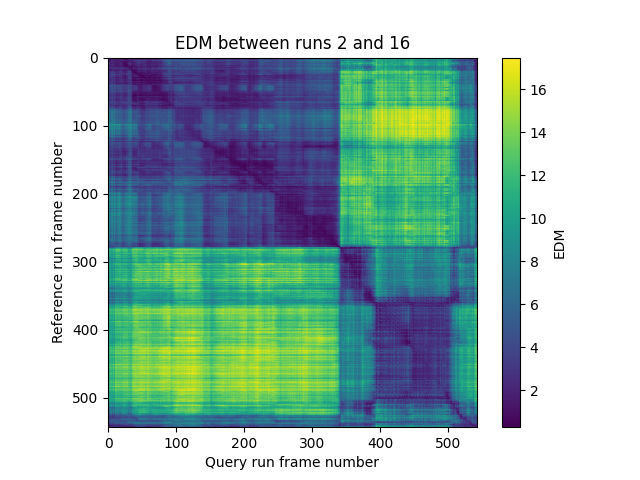 EDM between runs 2 and 16
0
100
200
300
400
500
Reference run frame number
0 100 200 300 400 500
Query run frame number
16
14
12
10
8
6
4
2
EDM